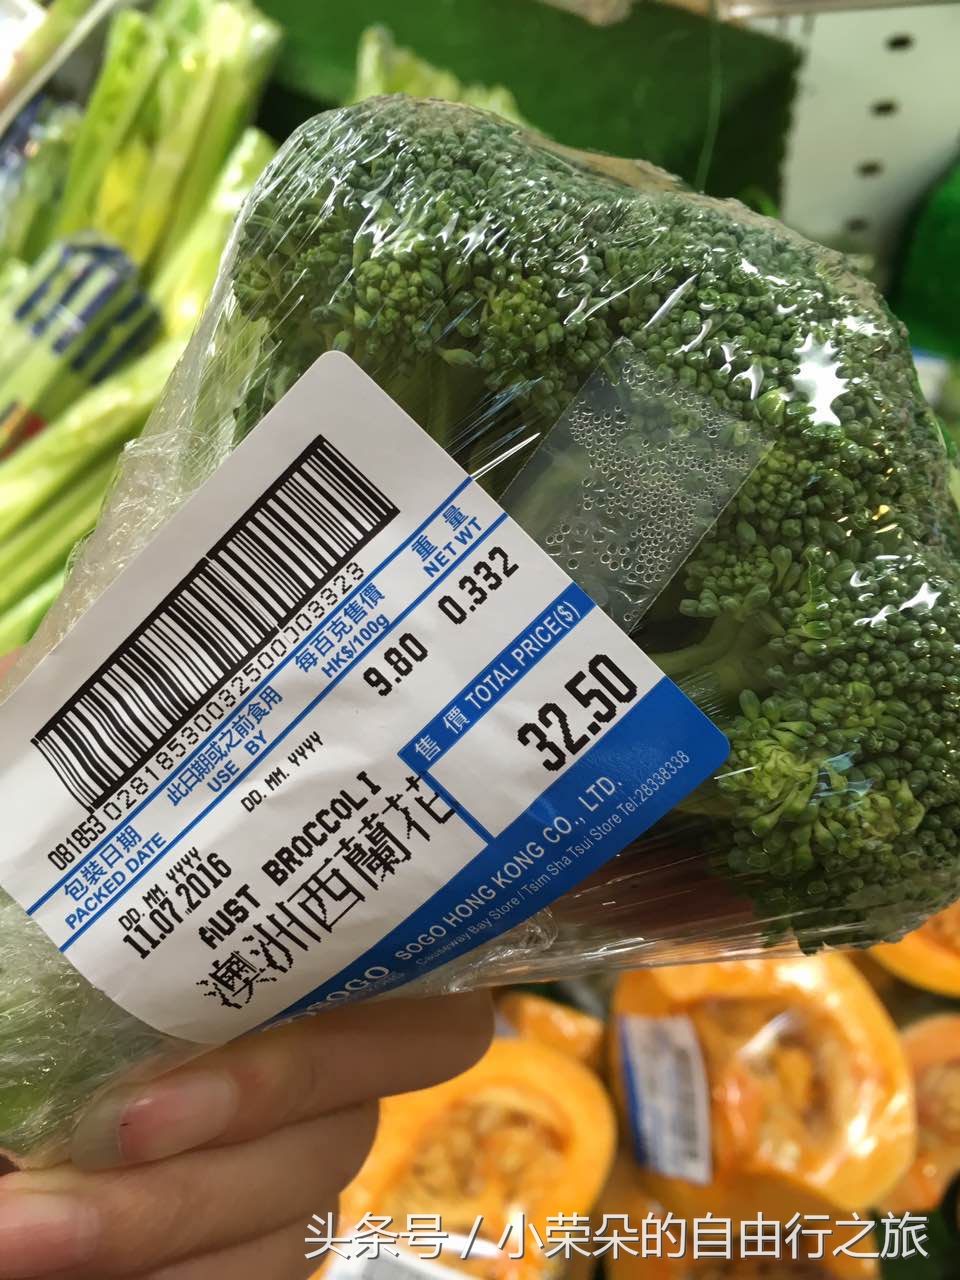 081853 0281853009250000003323
包裝日期
PACKED DATE
此日期或之前食用
USE BY
每百克售價
HK$/100g
重量
NET WT
DD. MM. YYYY
11.07.2016
DD. MM. YYYY
9.80
0.332
售價 TOTAL PRICE($)
32.50
AUST BROCCOLI
澳洲西蘭花
SOGO SOGO HONG KONG CO., LTD.
Causeway Bay Store / Tsim Sha Tsui Store Tel:28338338
头条号 / 小荣朵的自由行之旅